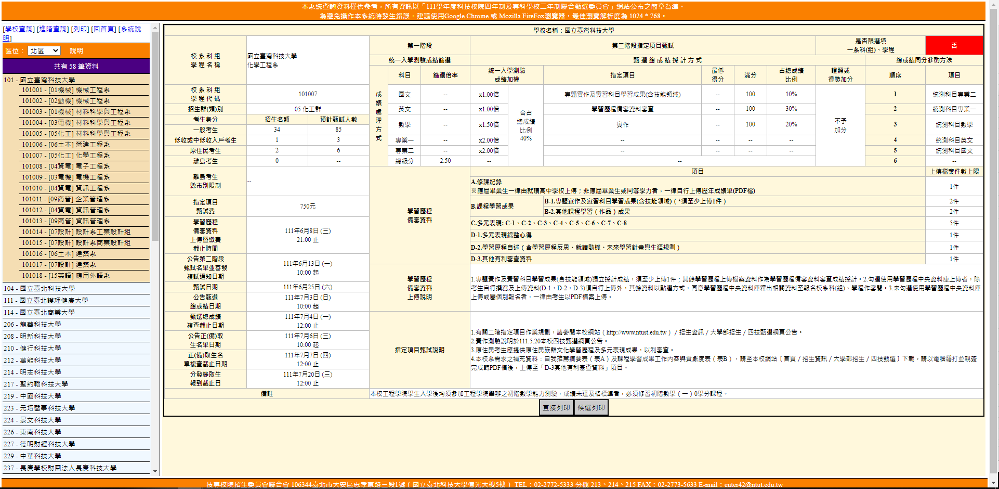 本系統查詢資料僅供參考，所有資訊以「111學年度科技校院四年制及專科學校二年制聯合甄選委員會」網站公布之簡章為準。
為避免操作本系統時發生錯誤，建議使用Google Chrome 或 Mozilla FireFox瀏覽器，最佳瀏覽解析度為 1024 * 768。
[學校查詢] [進階查詢] [列印] [回首頁] [系統說
明]
區位： 北區 說明
共有 58 筆資料
101 - 國立臺灣科技大學
101001 - [01機械] 機械工程系
101002 - [02動機] 機械工程系
101003 - [01機械] 材料科學與工程系
101004 - [03電機] 材料科學與工程系
101005 - [05化工] 材料科學與工程系
101006 - [06土木] 營建工程系
101007 - [05化工] 化學工程系
101008 - [04資電] 電子工程系
101009 - [03電機] 電機工程系
101010 - [04資電] 資訊工程系
101011 - [09商管] 企業管理系
101012 - [04資電] 資訊管理系
101013 - [09商管] 資訊管理系
101014 - [07設計] 設計系工業設計組
101015 - [07設計] 設計系商業設計組
101016 - [06土木] 建築系
101017 - [07設計] 建築系
101018 - [15英語] 應用外語系
104 - 國立臺北科技大學
111 - 國立臺北護理健康大學
114 - 國立臺北商業大學
206 - 龍華科技大學
208 - 明新科技大學
210 - 健行科技大學
212 - 萬能科技大學
214 - 明志科技大學
217 - 聖約翰科技大學
219 - 中國科技大學
223 - 元培醫事科技大學
224 - 景文科技大學
226 - 東南科技大學
227 - 德明財經科技大學
229 - 中華科技大學
237 - 長庚學校財團法人長庚科技大學
學校名稱：國立臺灣科技大學
校 系 科 組
學 程 名 稱
國立臺灣科技大學
化學工程系
校 系 科 組
學 程 代 碼
101007
招生群(類)別 05 化工群
考生身分 招生名額 預計甄試人數
一般考生 34 85
低收或中低收入戶考生 1 3
原住民考生 2 6
離島考生 0 --
離島考生
縣市別限制
--
指定項目
甄試費
750元
學習歷程
備審資料
上傳暨繳費
截止時間
111年6月8日 (三)
21:00 止
公告第二階段
甄試名單並寄發
複試通知日期
111年6月13日 (一)
10:00 起
甄試日期 111年6月25日 (六)
公告甄選
總成績日期
111年7月3日 (日)
10:00 起
甄選總成績
複查截止日期
111年7月4日 (一)
12:00 止
公告正(備)取
生名單日期
111年7月6日 (三)
10:00 起
正(備)取生名
單複查截止日期
111年7月7日 (四)
12:00 止
分發錄取生
報到截止日
111年7月20日 (三)
12:00 止
第一階段 第二階段指定項目甄試
是否限選填
一系科(組)、學程
否
統一入學測驗成績篩選 甄 選 總 成 績 採 計 方 式 總成績同分參酌方法
成
績
處
理
方
式
科目 篩選倍率
統一入學測驗
成績加權
指定項目
最低
得分
滿分
占總成績
比例
證照或
得獎加分
順序 項目
國文 -- x1.00倍 專題實作及實習科目學習成果(含技能領域) -- 100 10% 1 統測科目專業二
英文 -- x1.00倍 學習歷程備審資料審查 -- 100 30% 2 統測科目專業一
數學 -- x1.50倍 實作 -- 100 20% 3 統測科目數學
專業一 -- x2.00倍 -- -- -- -- 4 統測科目英文
專業二 -- x2.00倍 -- -- -- -- 5 統測科目國文
總級分 2.50 -- -- 6 --
合占
總成績
比例
40%
不予
加分
學習歷程
備審資料
項目 上傳檔案件數上限
A.修課紀錄
※應屆畢業生一律由就讀高中學校上傳；非應屆畢業生或同等學力者，一律自行上傳歷年成績單(PDF檔)
1件
B.課程學習成果
B-1.專題實作及實習科目學習成果(含技能領域)（*須至少上傳1件） 2件
B-2.其他課程學習（作品）成果 2件
C.多元表現: C-1、C-2、C-3、C-4、C-5、C-6、C-7、C-8 5件
D-1.多元表現綜整心得 1件
D-2.學習歷程自述（含學習歷程反思、就讀動機、未來學習計畫與生涯規劃） 1件
D-3.其他有利審查資料 1件
學習歷程
備審資料
上傳說明
1.專題實作及實習科目學習成果(含技能領域)獨立採計成績，須至少上傳1件；其餘學習歷程上傳檔案資料作為學習歷程備審資料審查成績採計。2.勾選使用學習歷程中央資料庫上傳者，除
考生自行撰寫及上傳資料(D-1，D-2，D-3)須自行上傳外，其餘資料以點選方式，同意學習歷程中央資料庫釋出相關資料至報名校系科(組)、學程作審閱。3.未勾選使用學習歷程中央資料庫
上傳或屬個別報名者，一律由考生以PDF檔案上傳。
指定項目甄試說明
1.有關二階指定項目作業規劃，請參閱本校網站（http://www.ntust.edu.tw）／招生資訊／大學部招生／四技甄選網頁公告。
2.實作測驗說明於111.5.20本校四技甄選網頁公告。
3.原住民考生應提供原住民族群文化學習歷程及多元表現成果，以利審查。
4.本校系需求之補充資料：自我推薦摘要表（表A）及課程學習成果工作內容與貢獻度表（表B），請至本校網站〔首頁／招生資訊／大學部招生／四技甄選〕下載。請以電腦繕打並親簽
完成轉PDF檔後，上傳至「D-3其他有利審查資料」項目。
備註 本校工程學院學生入學後均須參加工程學院舉辦之初階數學能力測驗，成績未達及格標準者，必須修習初階數學（一）0學分課程。
直接列印 候選列印
技專校院招生委員會聯合會 106344臺北市大安區忠孝東路三段1號（國立臺北科技大學億光大樓5樓） TEL：02-2772-5333 分機 213、214、215 FAX：02-2773-5633 E-mail：enter42@ntut.edu.tw